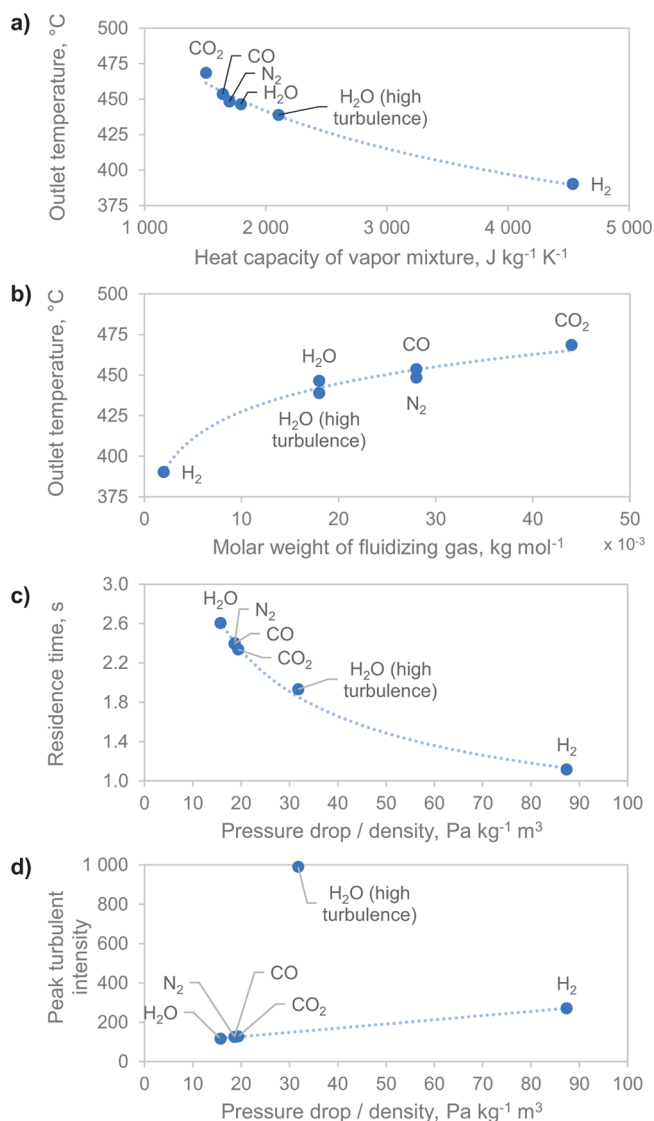 a)
Outlet temperature, °C
500
475
450
425
400
375
CO₂
CO
N₂
H₂O
H₂O (high
turbulence)
H₂
1 000
2 000
3 000
4 000
5 000
Heat capacity of vapor mixture, J kg⁻¹ K⁻¹
b)
Outlet temperature, °C
500
475
450
425
400
375
H₂O
CO
CO₂
H₂O (high
turbulence)
N₂
H₂
0
10
20
30
40
50
Molar weight of fluidizing gas, kg mol⁻¹
x 10⁻³
c)
Residence time, s
3.0
2.6
2.2
1.8
1.4
1.0
H₂O
N₂
CO
CO₂
H₂O (high
turbulence)
H₂
0
10
20
30
40
50
60
70
80
90
100
Pressure drop / density, Pa kg⁻¹ m³
d)
Peak turbulent
intensity
1 000
800
600
400
200
0
H₂O (high
turbulence)
N₂
CO
H₂O
CO₂
H₂
0
10
20
30
40
50
60
70
80
90
100
Pressure drop / density, Pa kg⁻¹ m³